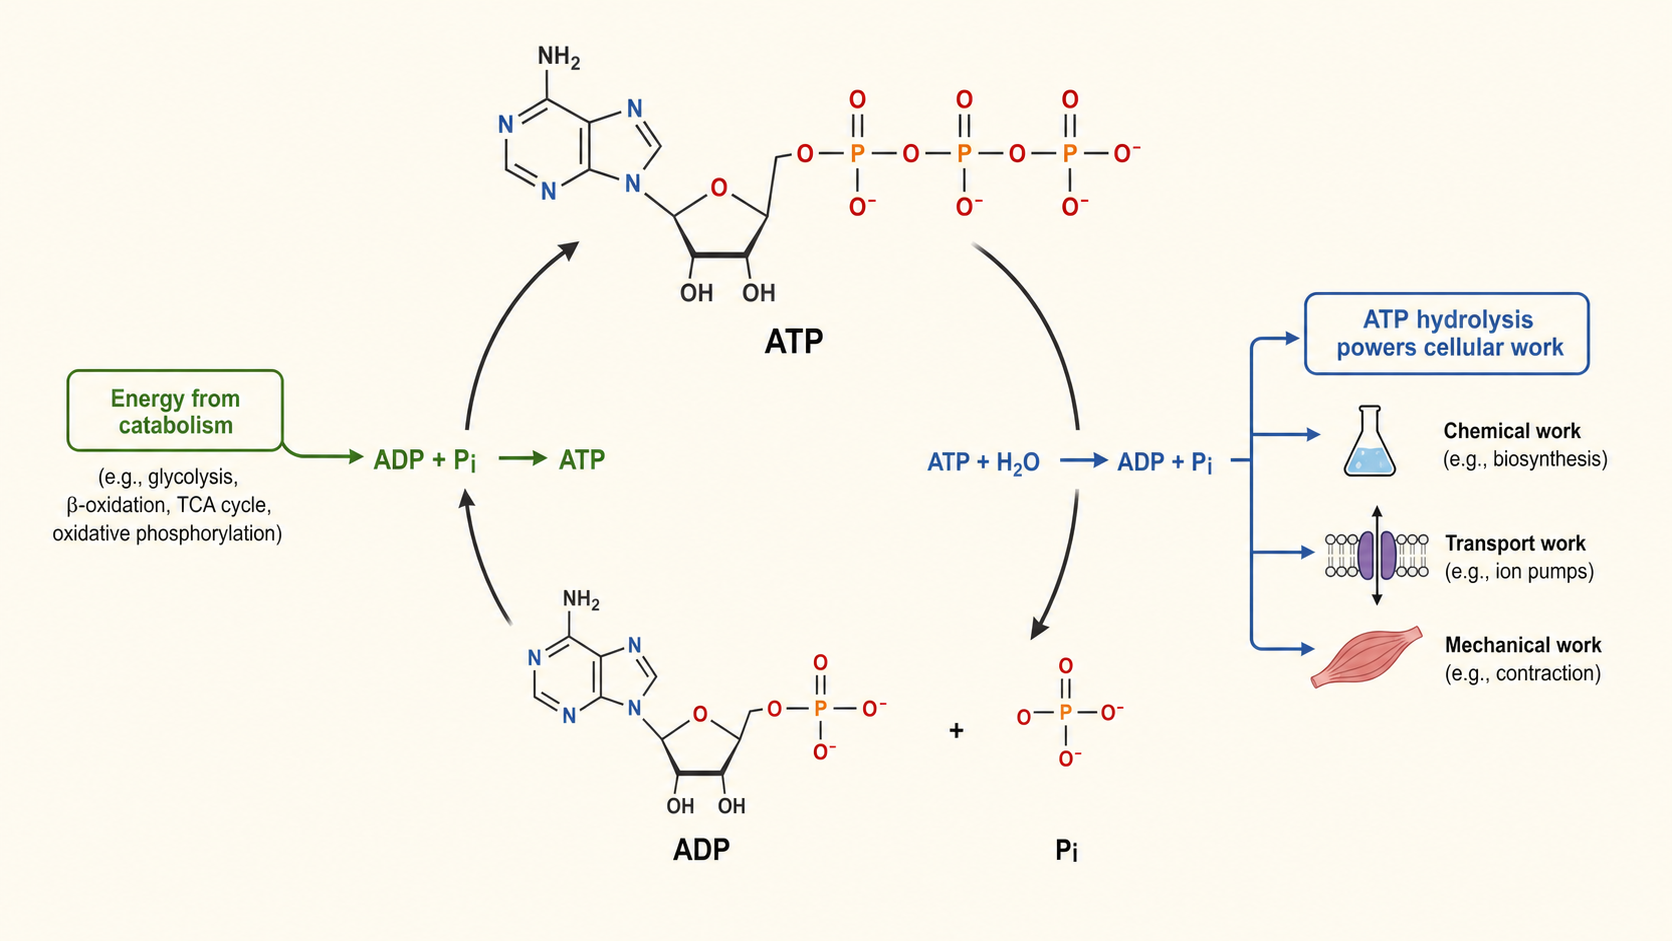 NH₂
N
N
N
N
O
OH
OH
O
O
O
O
P
O
P
O
P
O⁻
O⁻
O⁻
O⁻
ATP
Energy from
catabolism
(e.g., glycolysis,
β-oxidation, TCA cycle,
oxidative phosphorylation)
ADP + Pᵢ → ATP
ATP + H₂O → ADP + Pᵢ
ATP hydrolysis
powers cellular work
Chemical work
(e.g., biosynthesis)
Transport work
(e.g., ion pumps)
Mechanical work
(e.g., contraction)
NH₂
N
N
N
N
O
OH
OH
O
O
P
O⁻
O⁻
ADP
+
O
O
P
O⁻
O⁻
Pᵢ